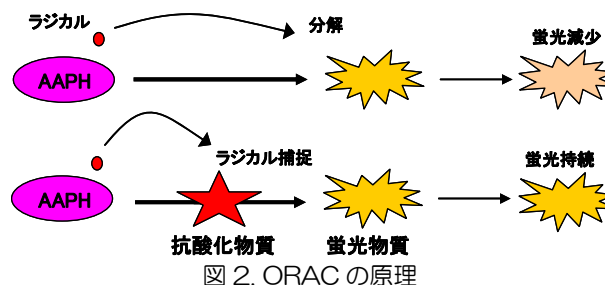 ラジカル
分解
蛍光減少
AAPH
ラジカル捕捉
蛍光持続
AAPH
抗酸化物質
蛍光物質
図 2. ORAC の原理